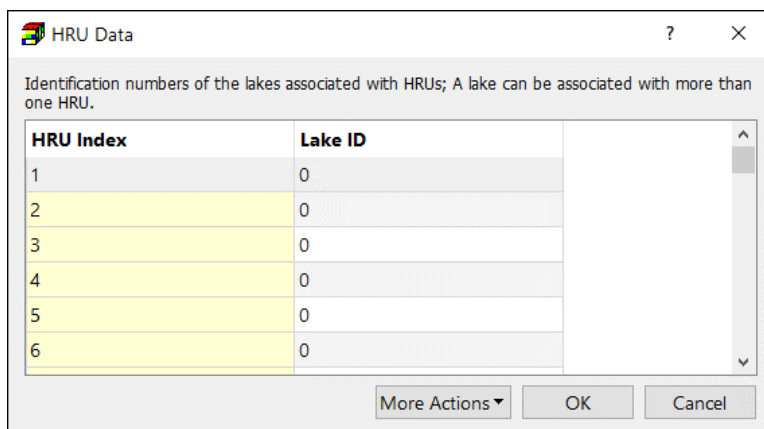 HRU Data
?
Identification numbers of the lakes associated with HRUs; A lake can be associated with more than
one HRU.
HRU Index Lake ID
1 0
2 0
3 0
4 0
5 0
6 0
More Actions OK Cancel